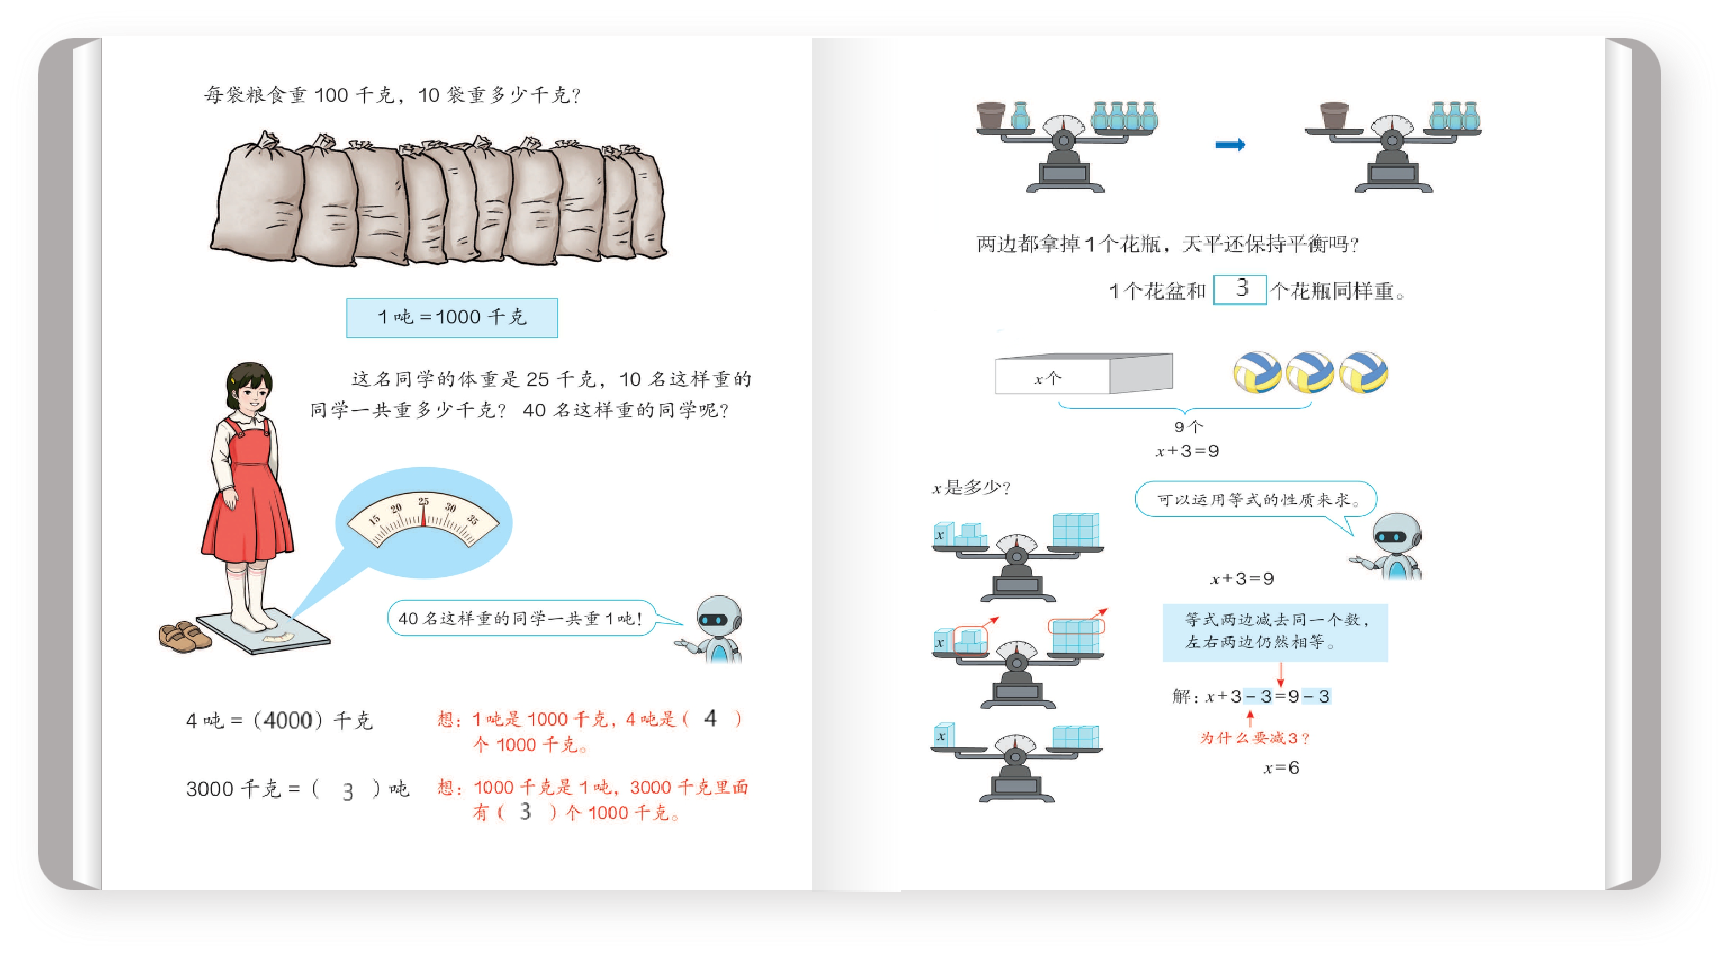 每袋粮食重 100 千克，10 袋重多少千克？
1 吨 = 1000 千克
这名同学的体重是 25 千克，10 名这样重的
同学一共重多少千克？ 40 名这样重的同学呢？
15 20 25 30 35
40 名这样重的同学一共重 1 吨！
4 吨 =（4000）千克
想：1 吨是 1000 千克，4 吨是（ 4 ）
个 1000 千克。
3000 千克 =（ 3 ）吨
想：1000 千克是 1 吨，3000 千克里面
有（ 3 ）个 1000 千克。
两边都拿掉 1 个花瓶，天平还保持平衡吗？
1 个花盆和 3 个花瓶同样重。
x 个
9 个
x+3=9
x 是多少？
可以运用等式的性质来求。
x
x+3=9
等式两边减去同一个数，
左右两边仍然相等。
x
解：x+3-3=9-3
为什么要减3？
x
x=6